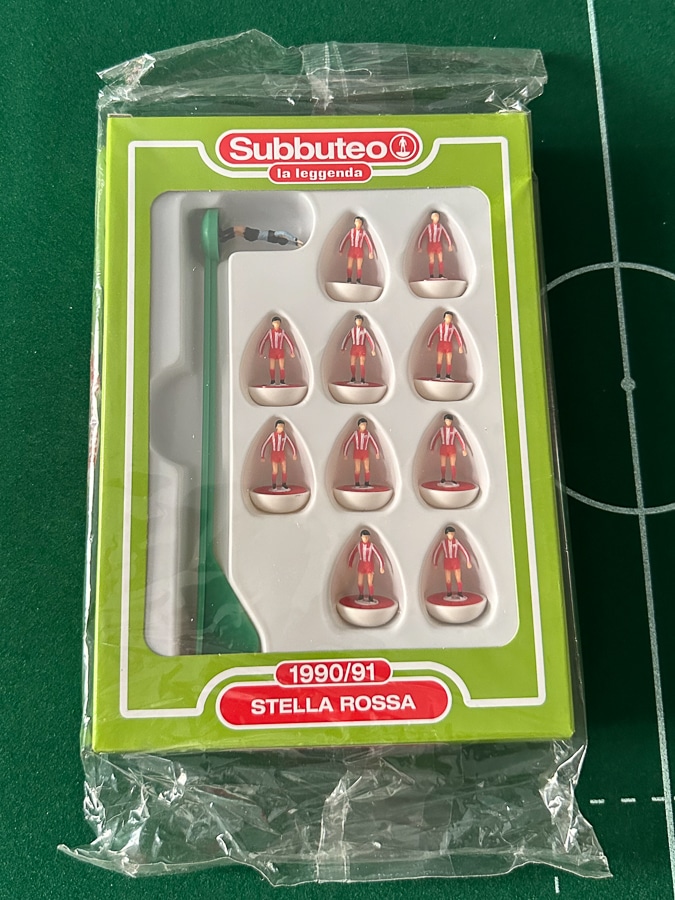 Subbuteo
la leggenda
1990/91
STELLA ROSSA